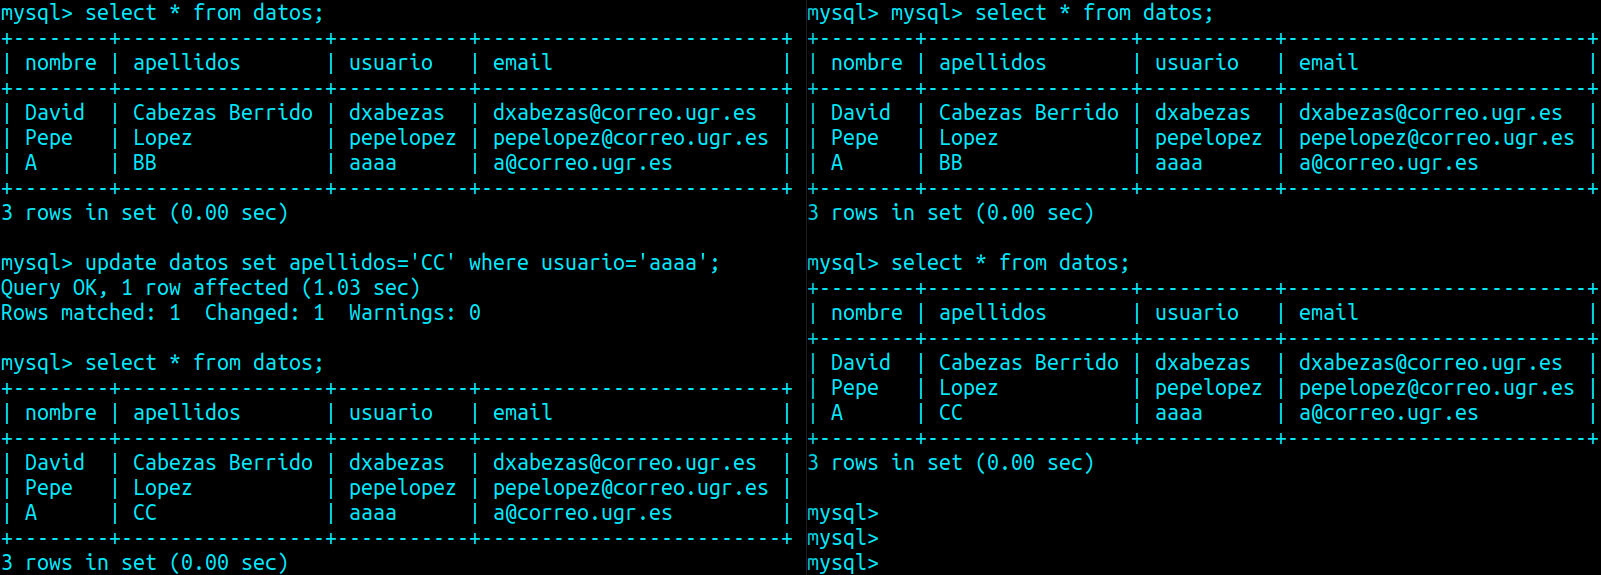 mysql> select * from datos;
+--------+-----------------+-----------+-------------------------+
| nombre | apellidos       | usuario   | email                   |
+--------+-----------------+-----------+-------------------------+
| David  | Cabezas Berrido | dxabezas  | dxabezas@correo.ugr.es  |
| Pepe   | Lopez           | pepelopez | pepelopez@correo.ugr.es |
| A      | BB              | aaaa      | a@correo.ugr.es         |
+--------+-----------------+-----------+-------------------------+
3 rows in set (0.00 sec)

mysql> update datos set apellidos='CC' where usuario='aaaa';
Query OK, 1 row affected (1.03 sec)
Rows matched: 1  Changed: 1  Warnings: 0

mysql> select * from datos;
+--------+-----------------+-----------+-------------------------+
| nombre | apellidos       | usuario   | email                   |
+--------+-----------------+-----------+-------------------------+
| David  | Cabezas Berrido | dxabezas  | dxabezas@correo.ugr.es  |
| Pepe   | Lopez           | pepelopez | pepelopez@correo.ugr.es |
| A      | CC              | aaaa      | a@correo.ugr.es         |
+--------+-----------------+-----------+-------------------------+
3 rows in set (0.00 sec)
mysql> mysql> select * from datos;
+--------+-----------------+-----------+-------------------------+
| nombre | apellidos       | usuario   | email                   |
+--------+-----------------+-----------+-------------------------+
| David  | Cabezas Berrido | dxabezas  | dxabezas@correo.ugr.es  |
| Pepe   | Lopez           | pepelopez | pepelopez@correo.ugr.es |
| A      | BB              | aaaa      | a@correo.ugr.es         |
+--------+-----------------+-----------+-------------------------+
3 rows in set (0.00 sec)

mysql> select * from datos;
+--------+-----------------+-----------+-------------------------+
| nombre | apellidos       | usuario   | email                   |
+--------+-----------------+-----------+-------------------------+
| David  | Cabezas Berrido | dxabezas  | dxabezas@correo.ugr.es  |
| Pepe   | Lopez           | pepelopez | pepelopez@correo.ugr.es |
| A      | CC              | aaaa      | a@correo.ugr.es         |
+--------+-----------------+-----------+-------------------------+
3 rows in set (0.00 sec)

mysql>
mysql>
mysql>